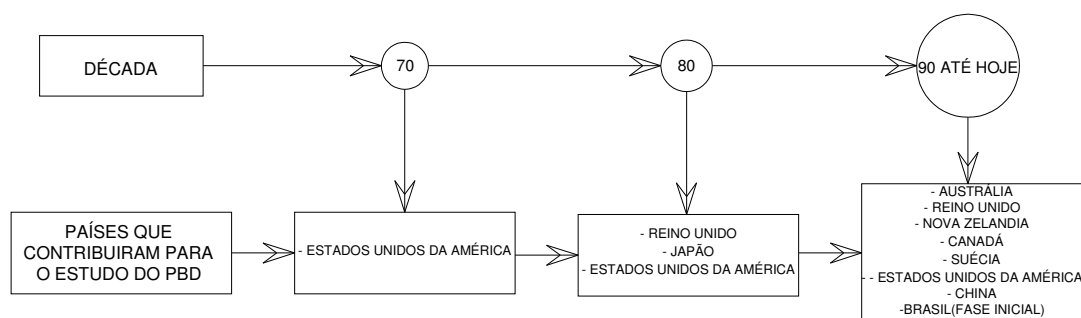 DÉCADA
70
80
90 ATÉ HOJE
PAÍSES QUE
CONTRIBUIRAM PARA
O ESTUDO DO PBD
- ESTADOS UNIDOS DA AMÉRICA
- REINO UNIDO
- JAPÃO
- ESTADOS UNIDOS DA AMÉRICA
- AUSTRÁLIA
- REINO UNIDO
- NOVA ZELANDIA
- CANADÁ
- SUÉCIA
- - ESTADOS UNIDOS DA AMÉRICA
- CHINA
-BRASIL(FASE INICIAL)